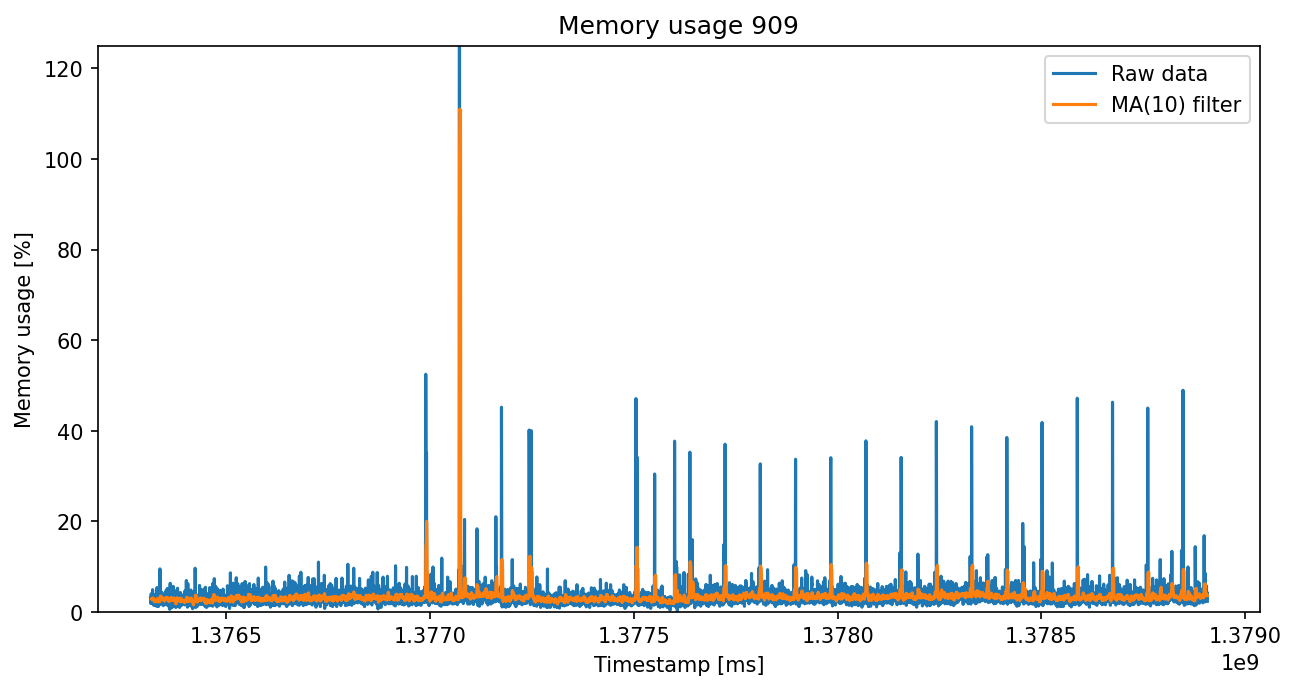 Memory usage 909
Raw data
MA(10) filter
Memory usage [%]
120
100
80
60
40
20
0
1.3765 1.3770 1.3775 1.3780 1.3785 1.3790
1e9
Timestamp [ms]